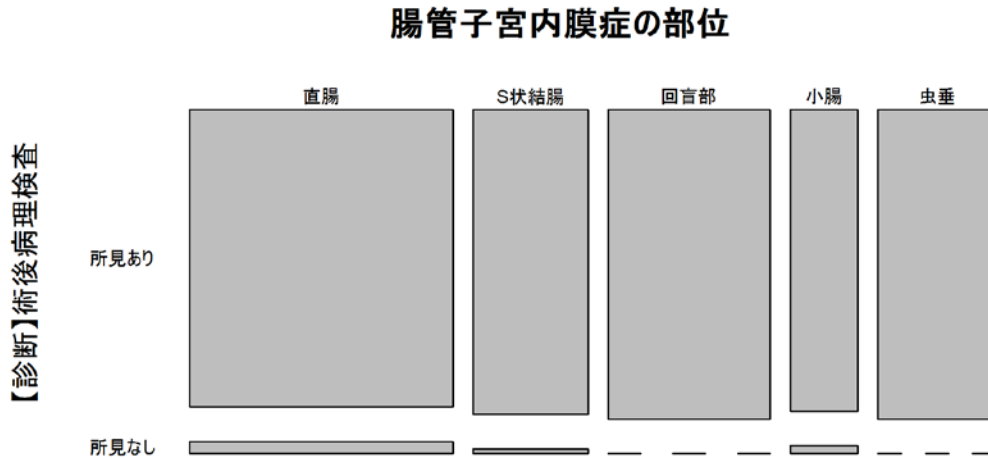 腸管子宮内膜症の部位
直腸
S状結腸
回盲部
小腸
虫垂
【診断】術後病理検査
所見あり
所見なし